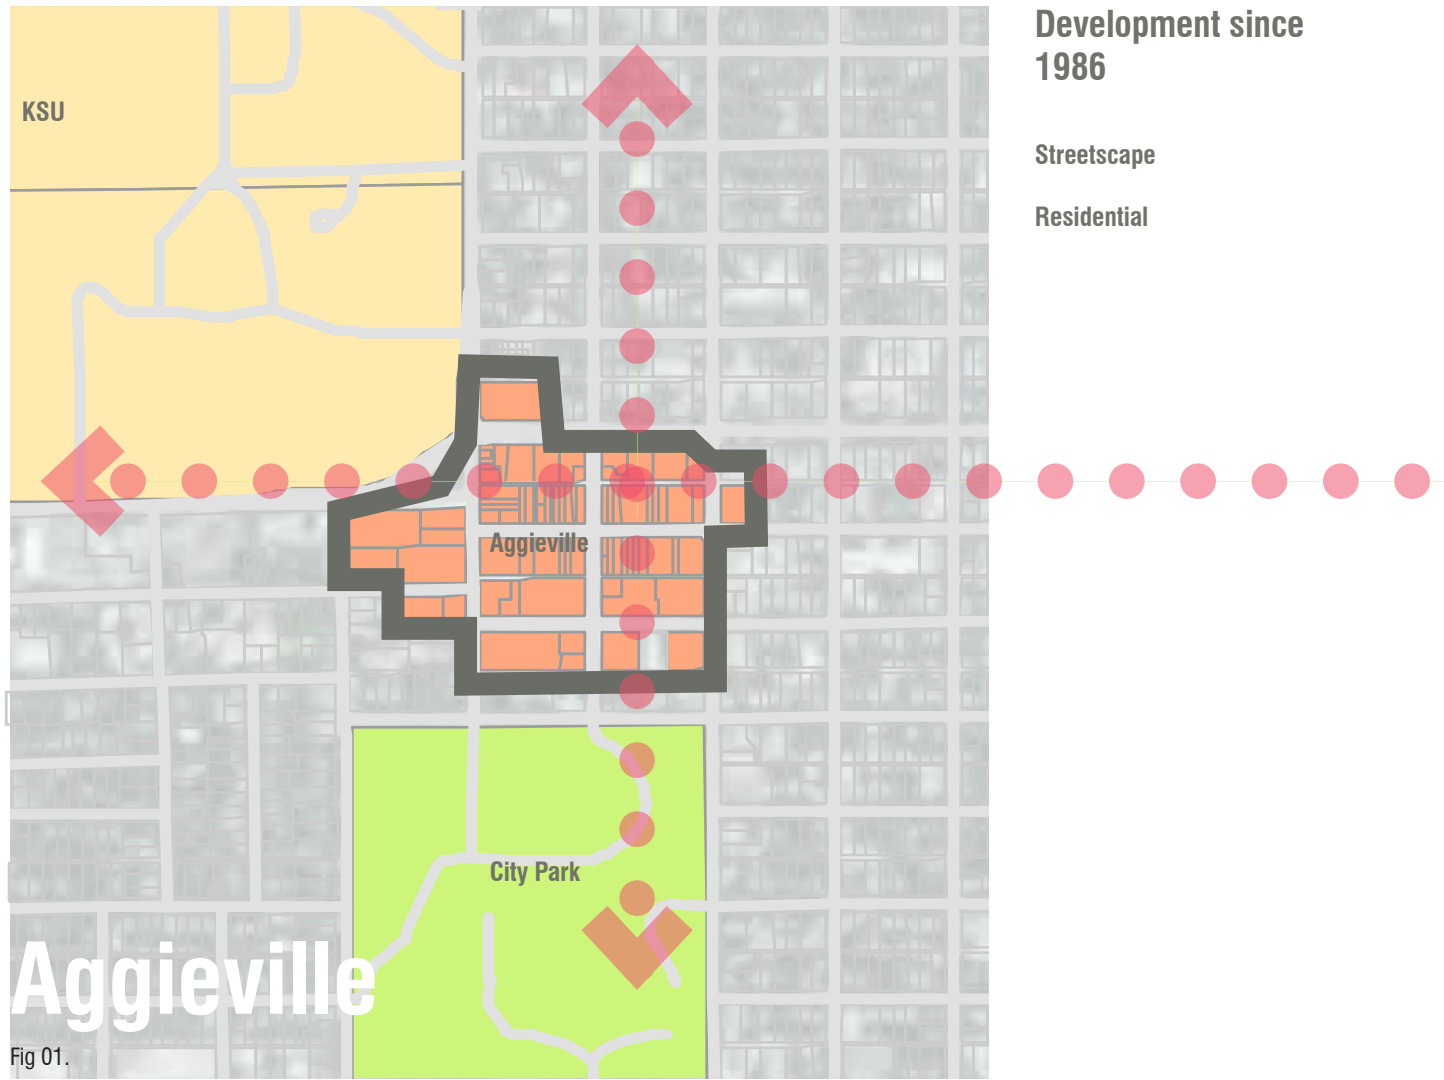 Development since
1986
Streetscape
Residential
KSU
Aggieville
City Park
Aggieville
Fig 01.